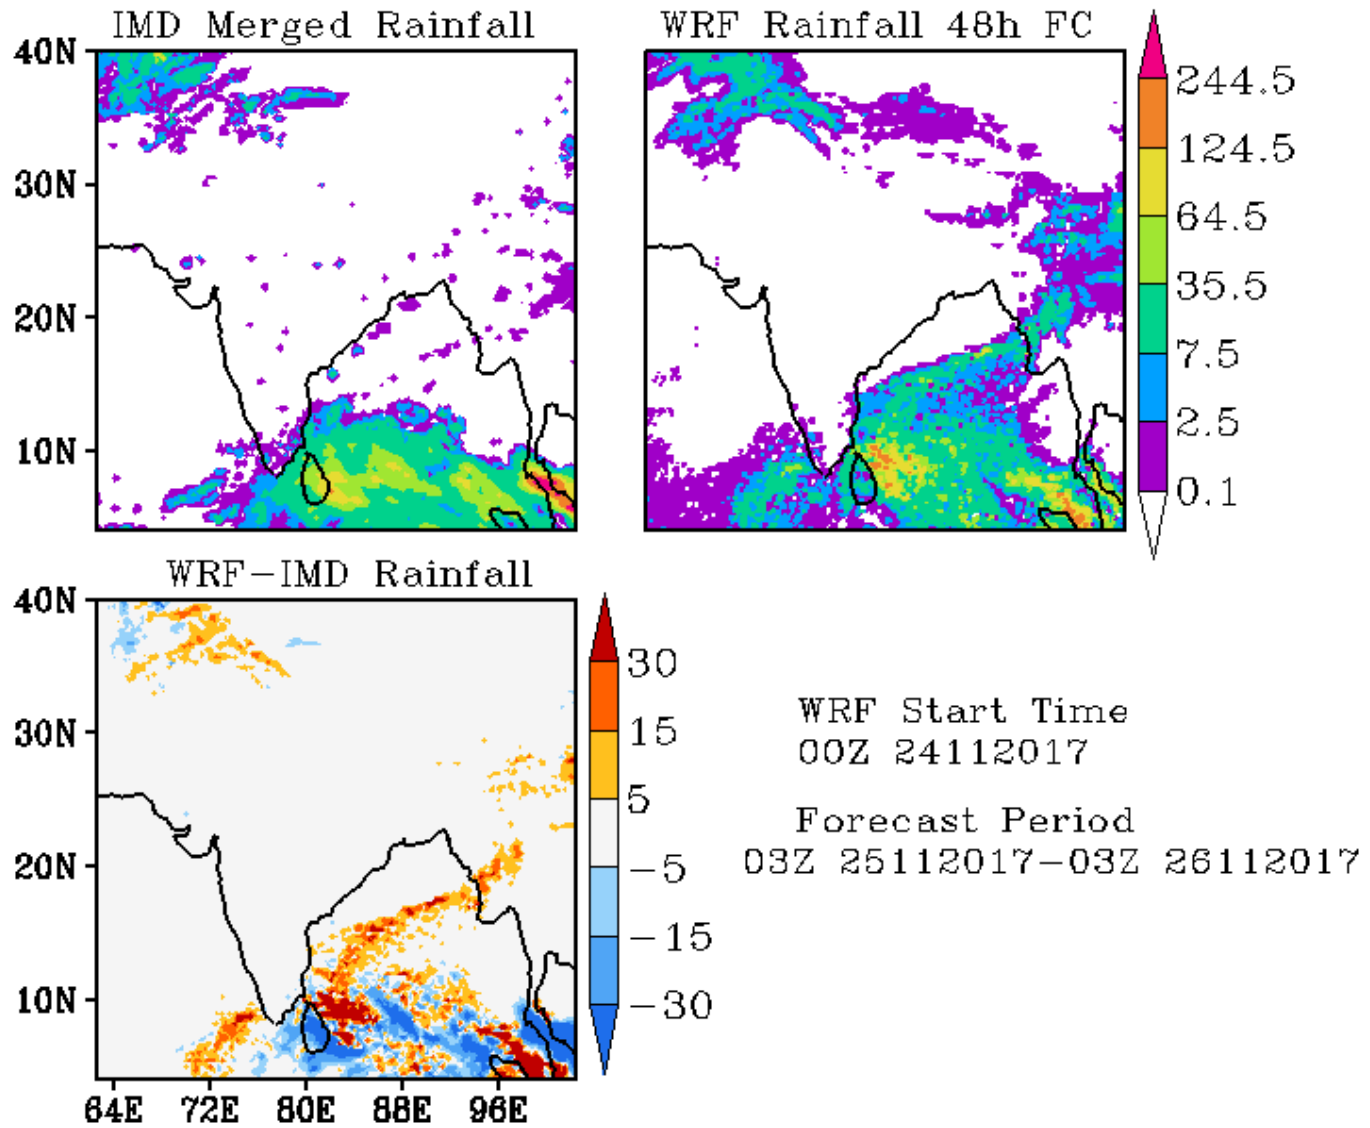 IMD Merged Rainfall
WRF Rainfall 48h FC
40N
30N
20N
10N
244.5
124.5
64.5
35.5
7.5
2.5
0.1
WRF-IMD Rainfall
40N
30N
20N
10N
64E 72E 80E 88E 96E
30
15
5
-5
-15
-30
WRF Start Time
00Z 24112017
Forecast Period
03Z 25112017-03Z 26112017